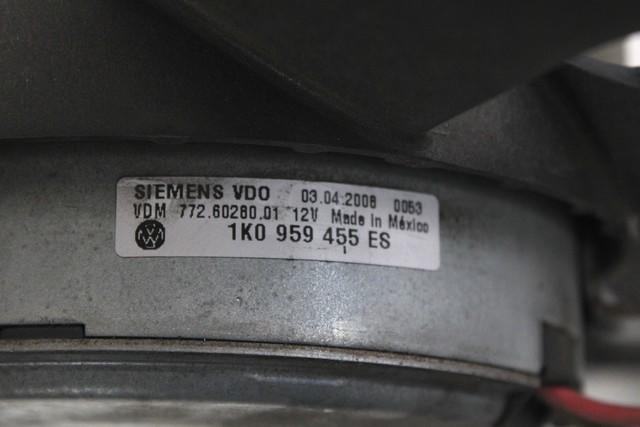 SIEMENS VDO 03.04.2008 0053
VDM 772.60280.01 12V Made in México
1K0 959 455 ES